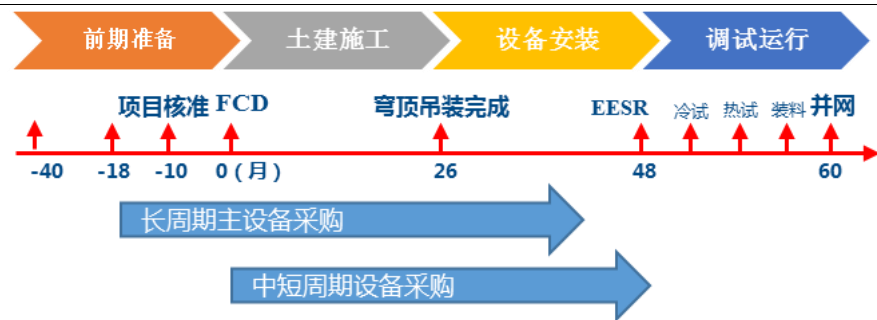 前期准备 土建施工 设备安装 调试运行
项目核准 FCD 穹顶吊装完成 EESR 冷试 热试 装料 并网
-40 -18 -10 0(月) 26 48 60
长周期主设备采购
中短周期设备采购